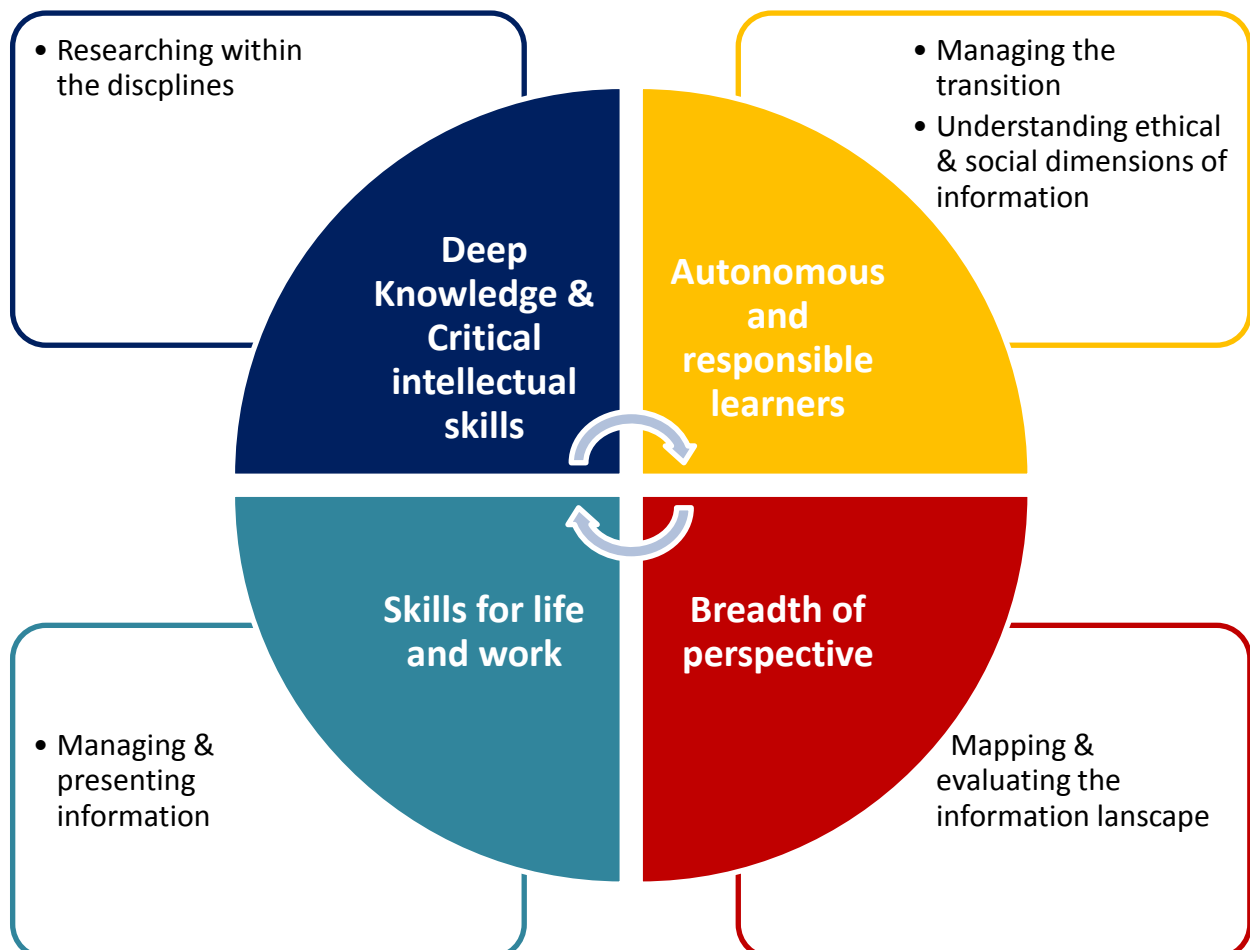 • Researching within
the discplines
• Managing the
transition
• Understanding ethical
& social dimensions of
information
Deep
Knowledge &
Critical
intellectual
skills
Autonomous
and
responsible
learners
Skills for life
and work
Breadth of
perspective
• Managing &
presenting
information
Mapping &
evaluating the
information lanscape